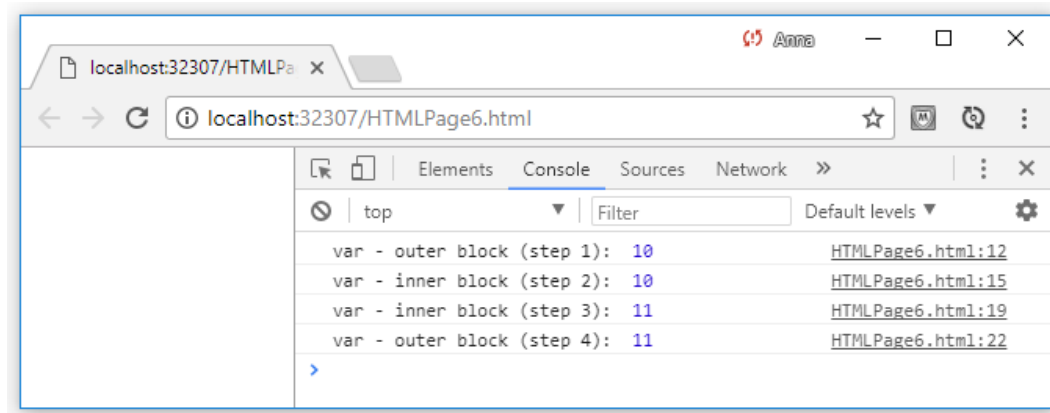 Anna
localhost:32307/HTMLPa
localhost:32307/HTMLPage6.html
Elements Console Sources Network
top Filter Default levels
var - outer block (step 1): 10 HTMLPage6.html:12
var - inner block (step 2): 10 HTMLPage6.html:15
var - inner block (step 3): 11 HTMLPage6.html:19
var - outer block (step 4): 11 HTMLPage6.html:22